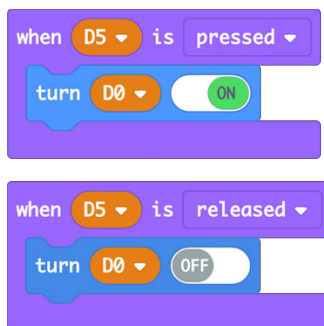 when D5 is pressed
turn D0 ON
when D5 is released
turn D0 OFF